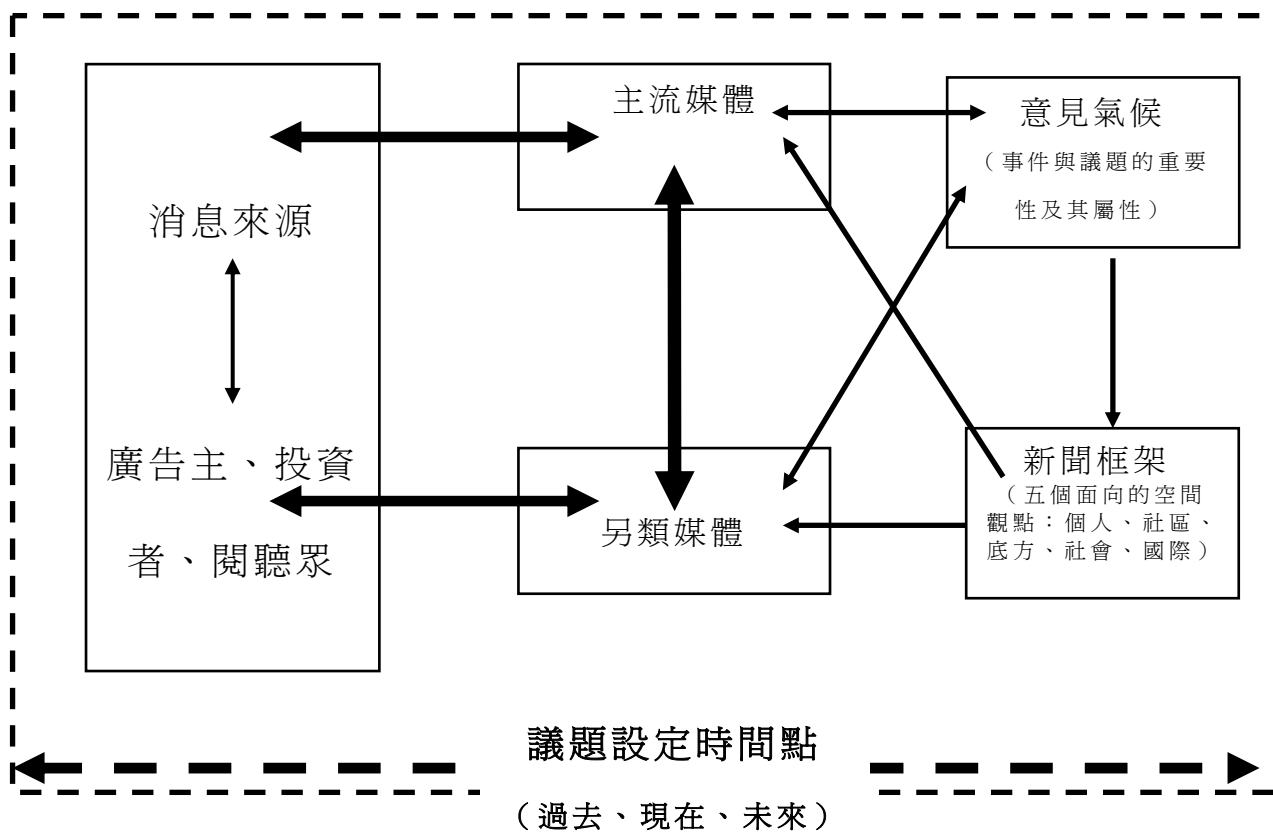 主流媒體
意見氣候
（事件與議題的重要
性及其屬性）
消息來源
廣告主、投資
者、閱聽眾
另類媒體
新聞框架
（五個面向的空間
觀點：個人、社區、
底方、社會、國際）
議題設定時間點
（過去、現在、未來）